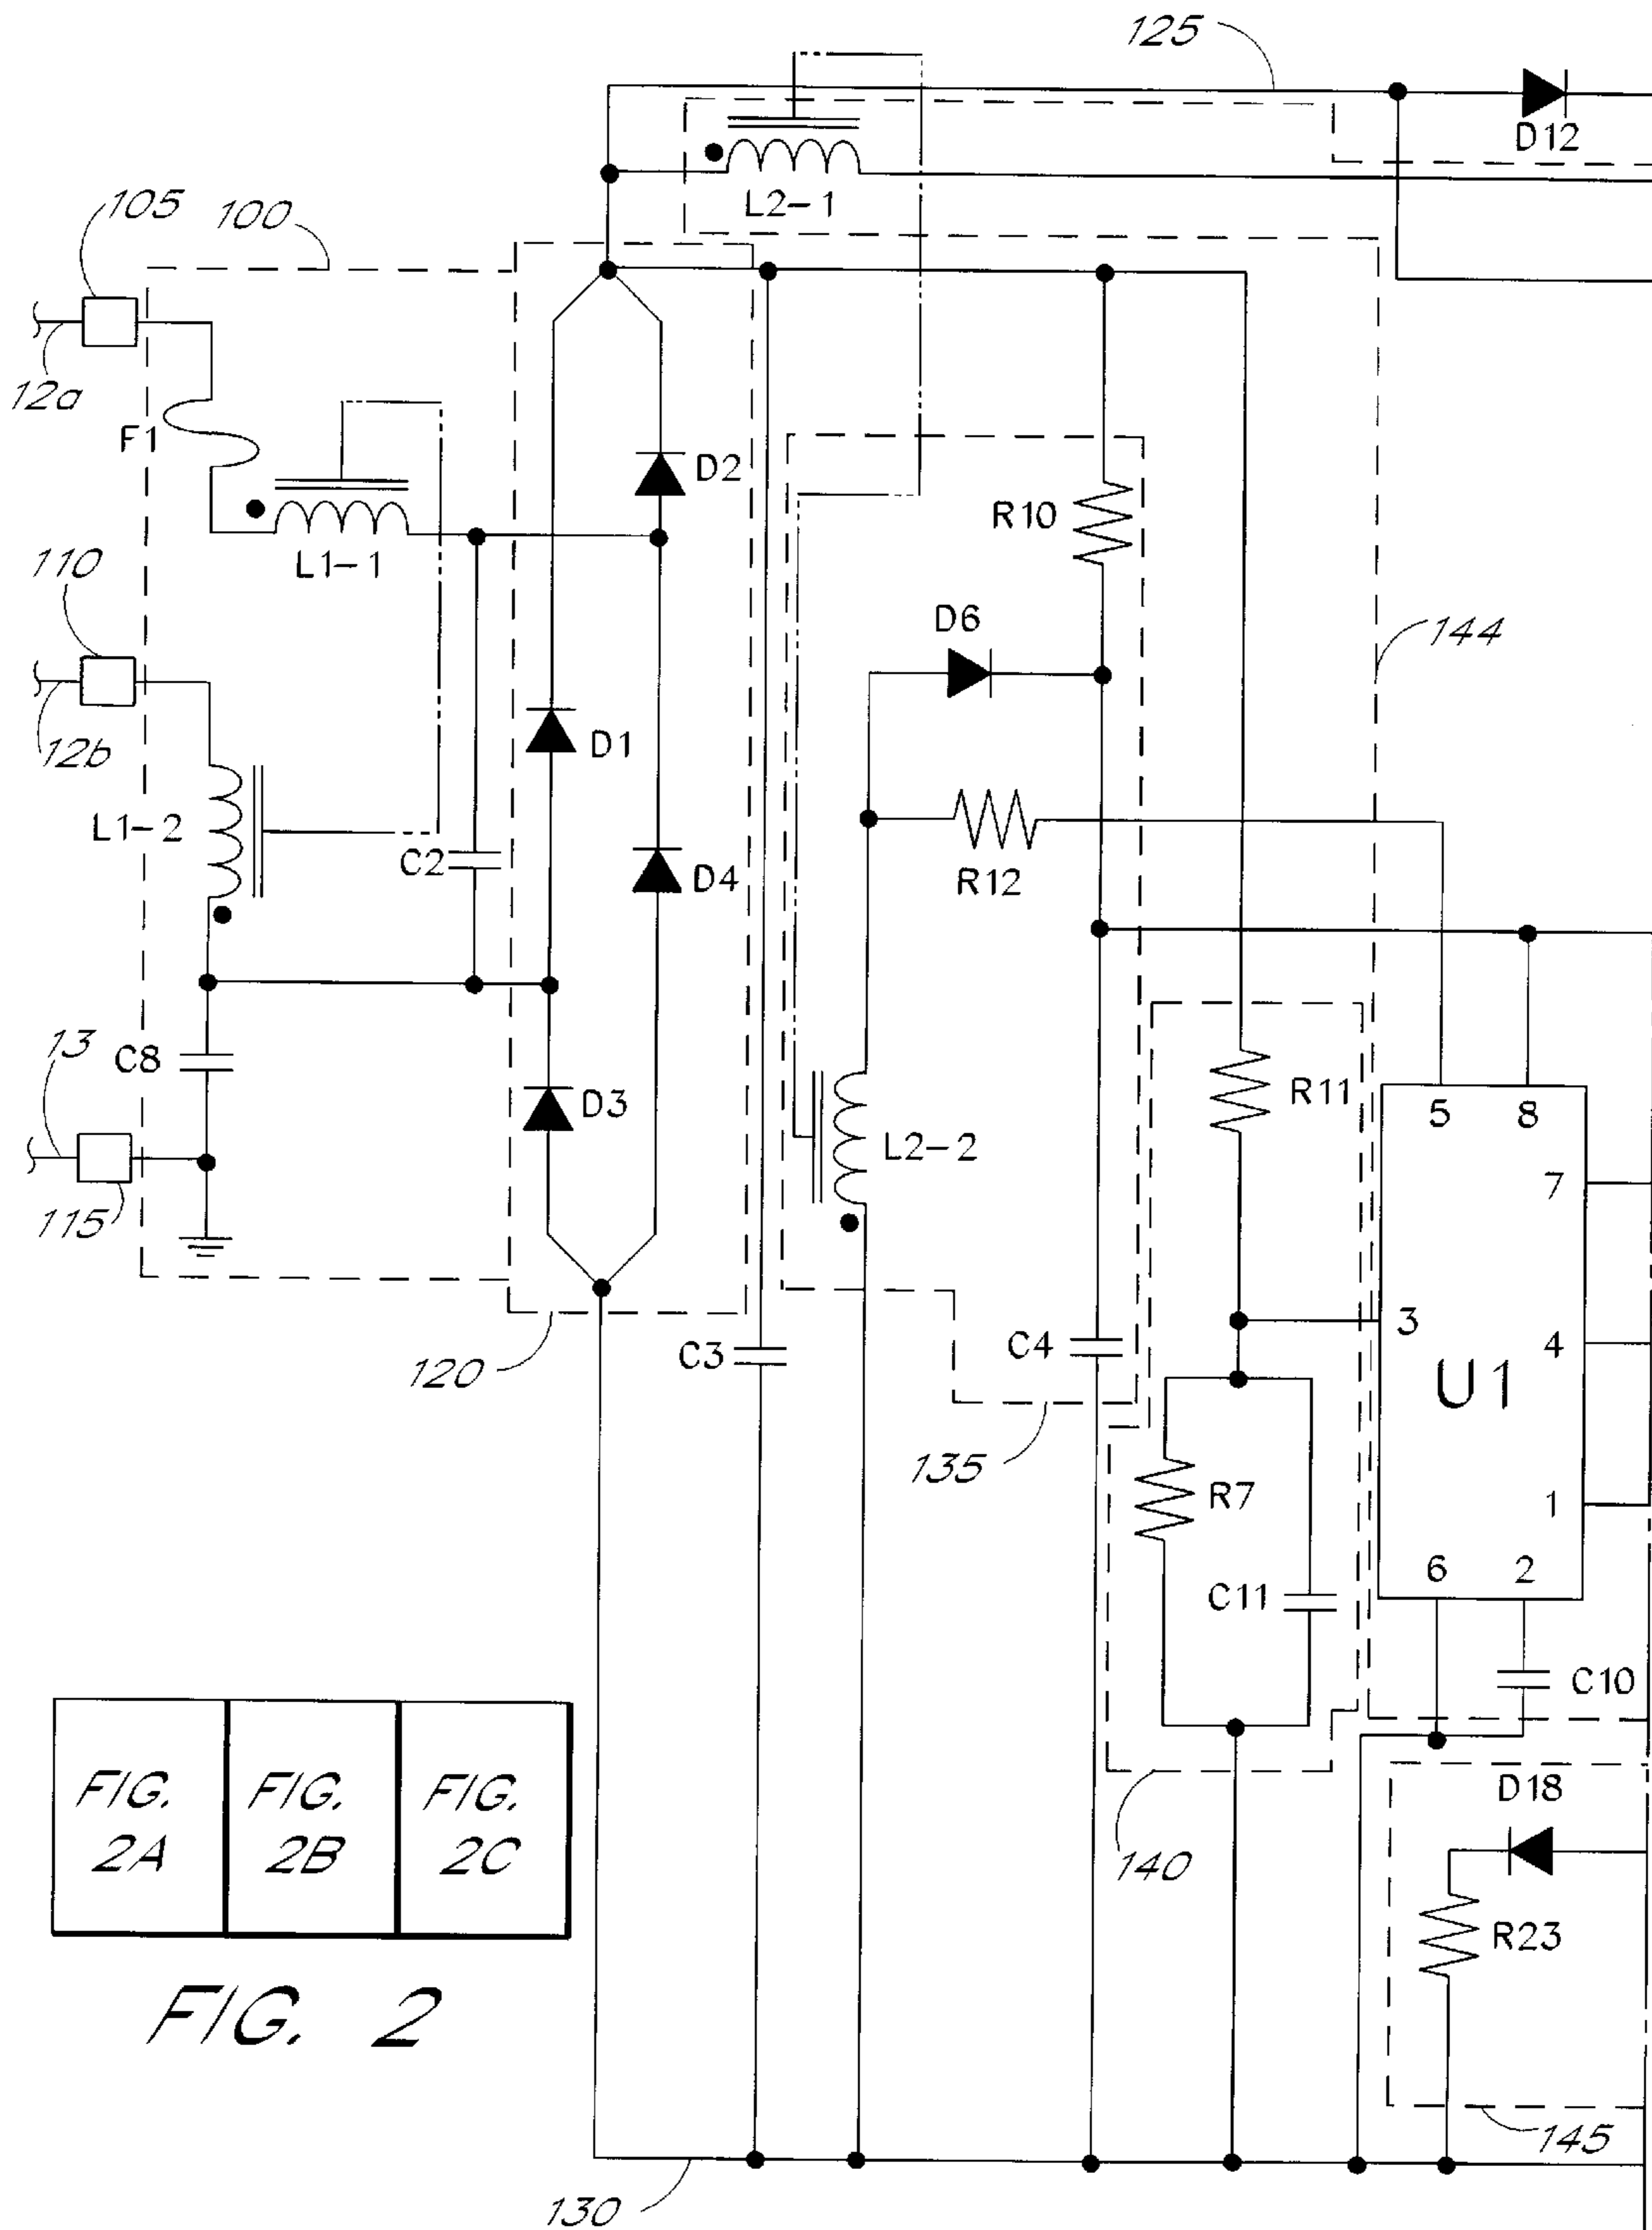 125
D12
L2-1
105
100
12a
F1
D2
R10
L1-1
110
D6
144
12b
D1
L1-2
C2
D4
R12
13
C8
D3
R11
5
8
L2-2
7
115
3
4
C3
C4
U1
120
135
R7
1
6
2
C11
C10
D18
FIG.
2A
FIG.
2B
FIG.
2C
140
R23
FIG. 2
145
130